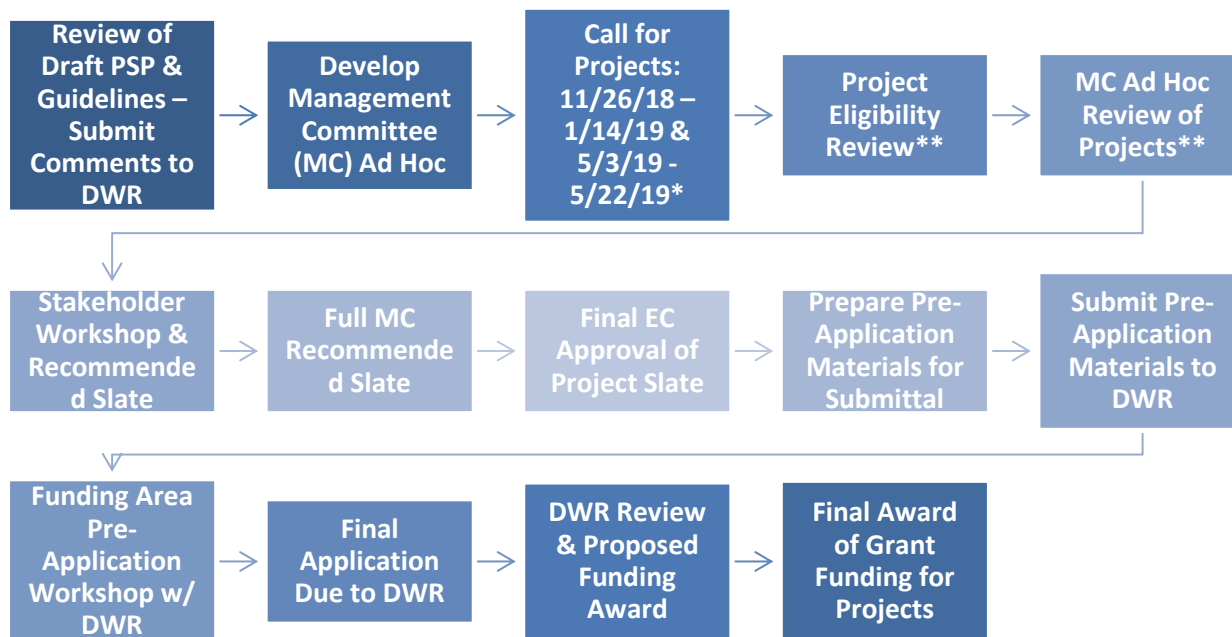 Review of
Draft PSP &
Guidelines –
Submit
Comments to
DWR
Develop
Management
Committee
(MC) Ad Hoc
Call for
Projects:
11/26/18 –
1/14/19 &
5/3/19 -
5/22/19*
Project
Eligibility
Review**
MC Ad Hoc
Review of
Projects**
Stakeholder
Workshop &
Recommende
d Slate
Full MC
Recommende
d Slate
Final EC
Approval of
Project Slate
Prepare Pre-
Application
Materials for
Submittal
Submit Pre-
Application
Materials to
DWR
Funding Area
Pre-
Application
Workshop w/
DWR
Final
Application
Due to DWR
DWR Review
& Proposed
Funding
Award
Final Award
of Grant
Funding for
Projects